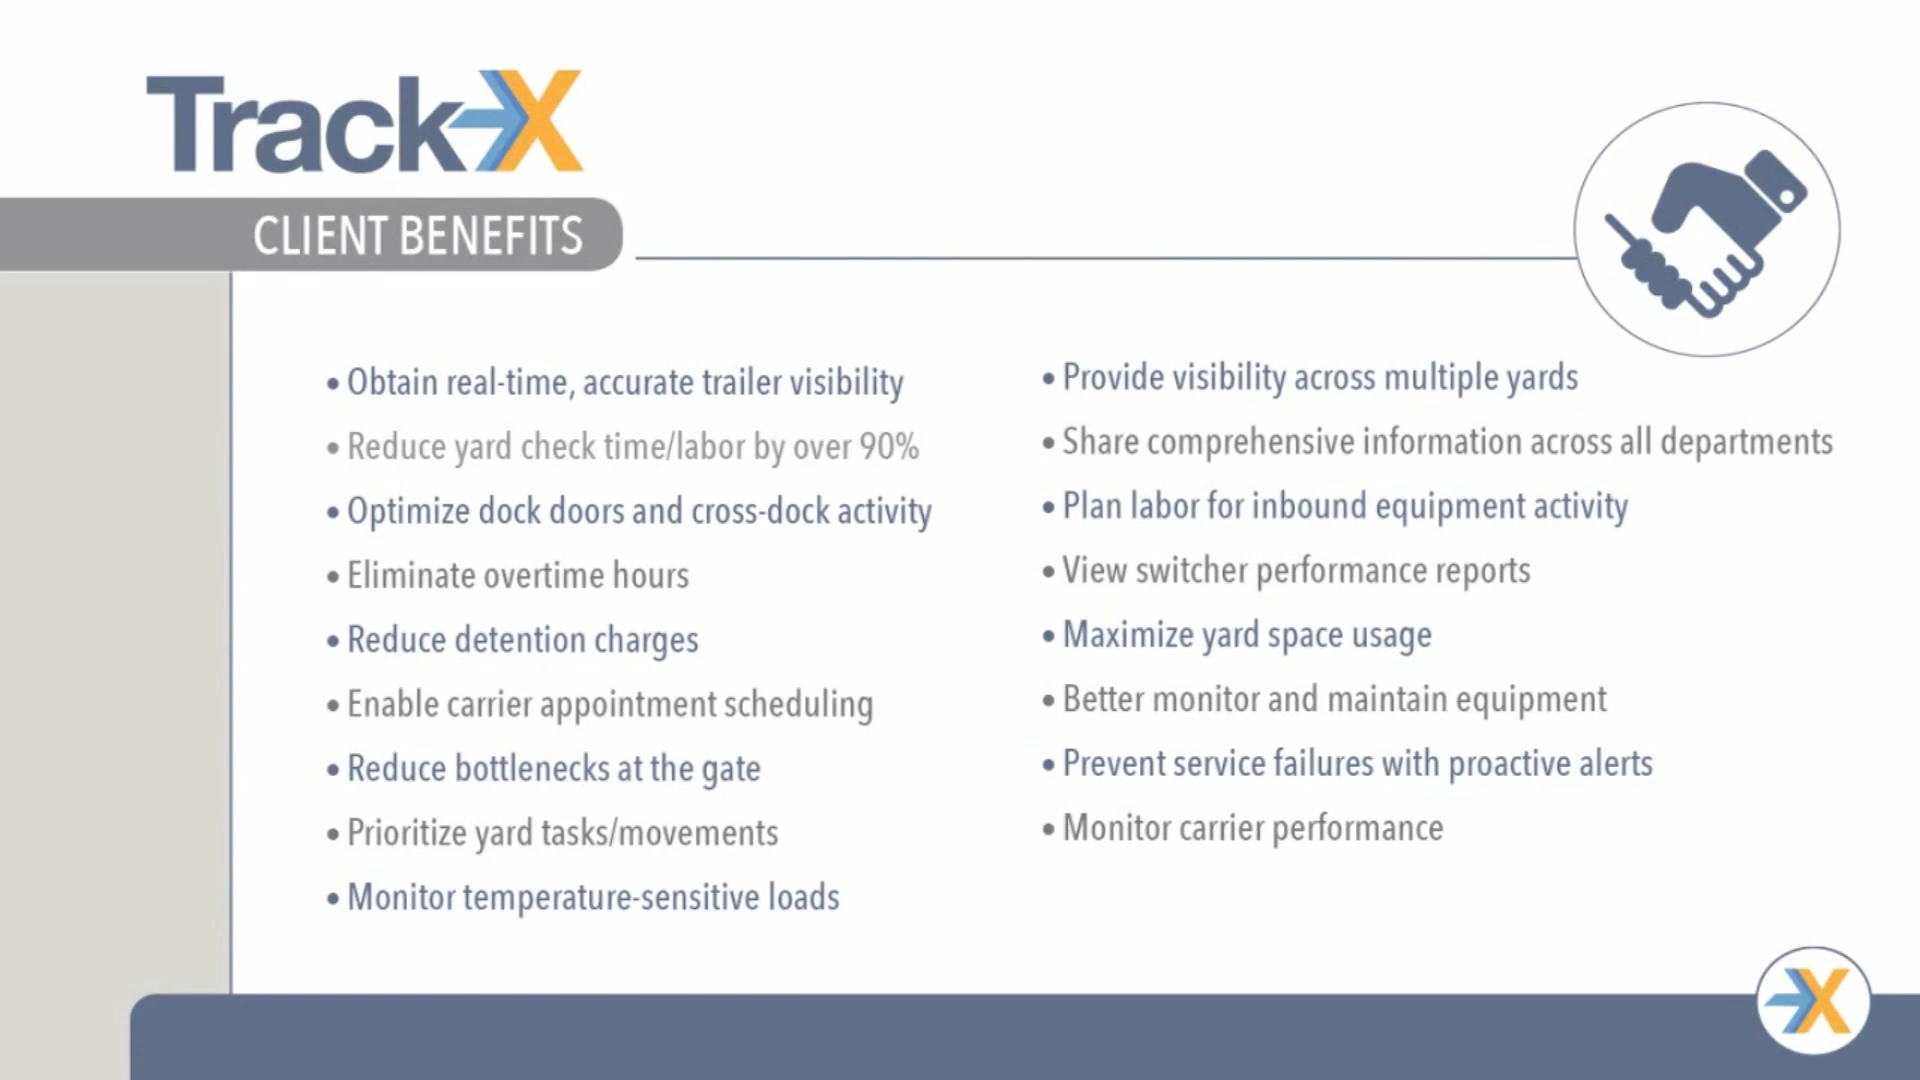 TrackX
CLIENT BENEFITS
• Obtain real-time, accurate trailer visibility
• Reduce yard check time/labor by over 90%
• Optimize dock doors and cross-dock activity
• Eliminate overtime hours
• Reduce detention charges
• Enable carrier appointment scheduling
• Reduce bottlenecks at the gate
• Prioritize yard tasks/movements
• Monitor temperature-sensitive loads
• Provide visibility across multiple yards
• Share comprehensive information across all departments
• Plan labor for inbound equipment activity
• View switcher performance reports
• Maximize yard space usage
• Better monitor and maintain equipment
• Prevent service failures with proactive alerts
• Monitor carrier performance
X